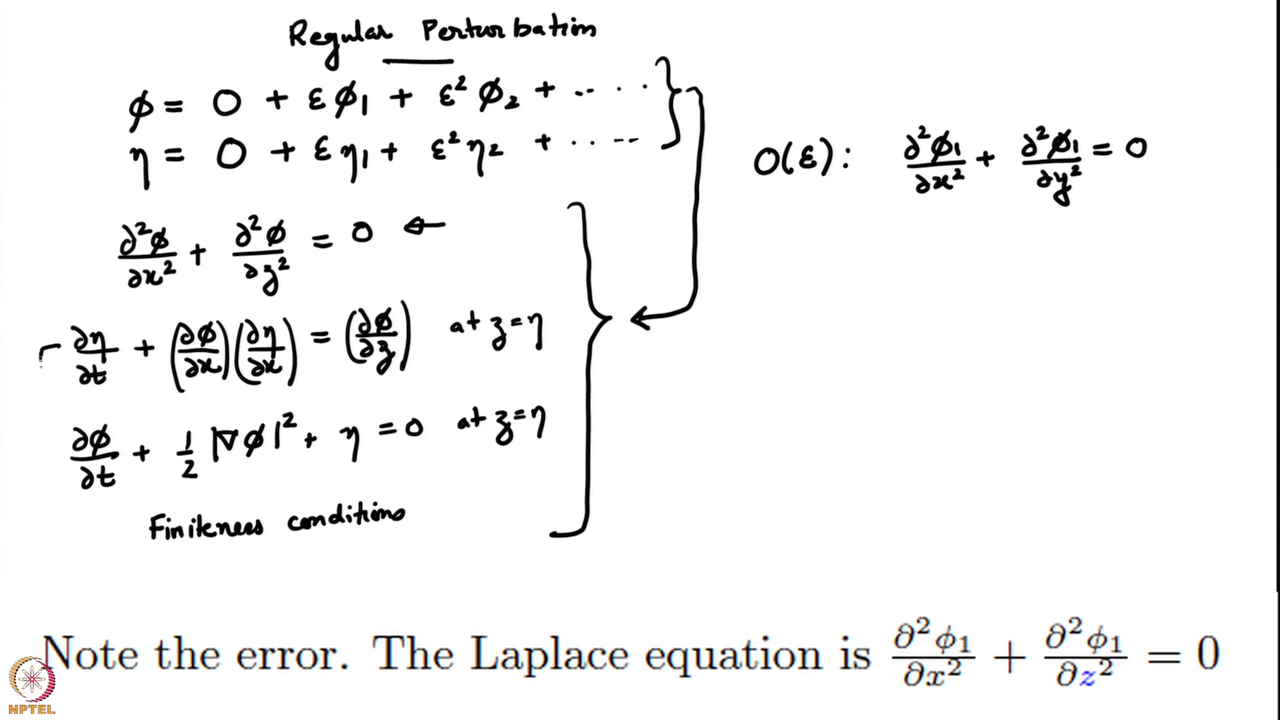 Regular Perturbation
ϕ = 0 + εϕ₁ + ε²ϕ₂ + ......
η = 0 + εη₁ + ε²η₂ + ......
O(ε): ∂²ϕ₁/∂x² + ∂²ϕ₁/∂y² = 0
∂²ϕ/∂x² + ∂²ϕ/∂z² = 0 ←
∂η/∂t + (∂ϕ/∂x)(∂η/∂x) = (∂ϕ/∂z) at z=η
∂ϕ/∂t + 1/2 |∇ϕ|² + η = 0 at z=η
Finiteness conditions
Note the error. The Laplace equation is ∂²ϕ₁/∂x² + ∂²ϕ₁/∂z² = 0
NPTEL